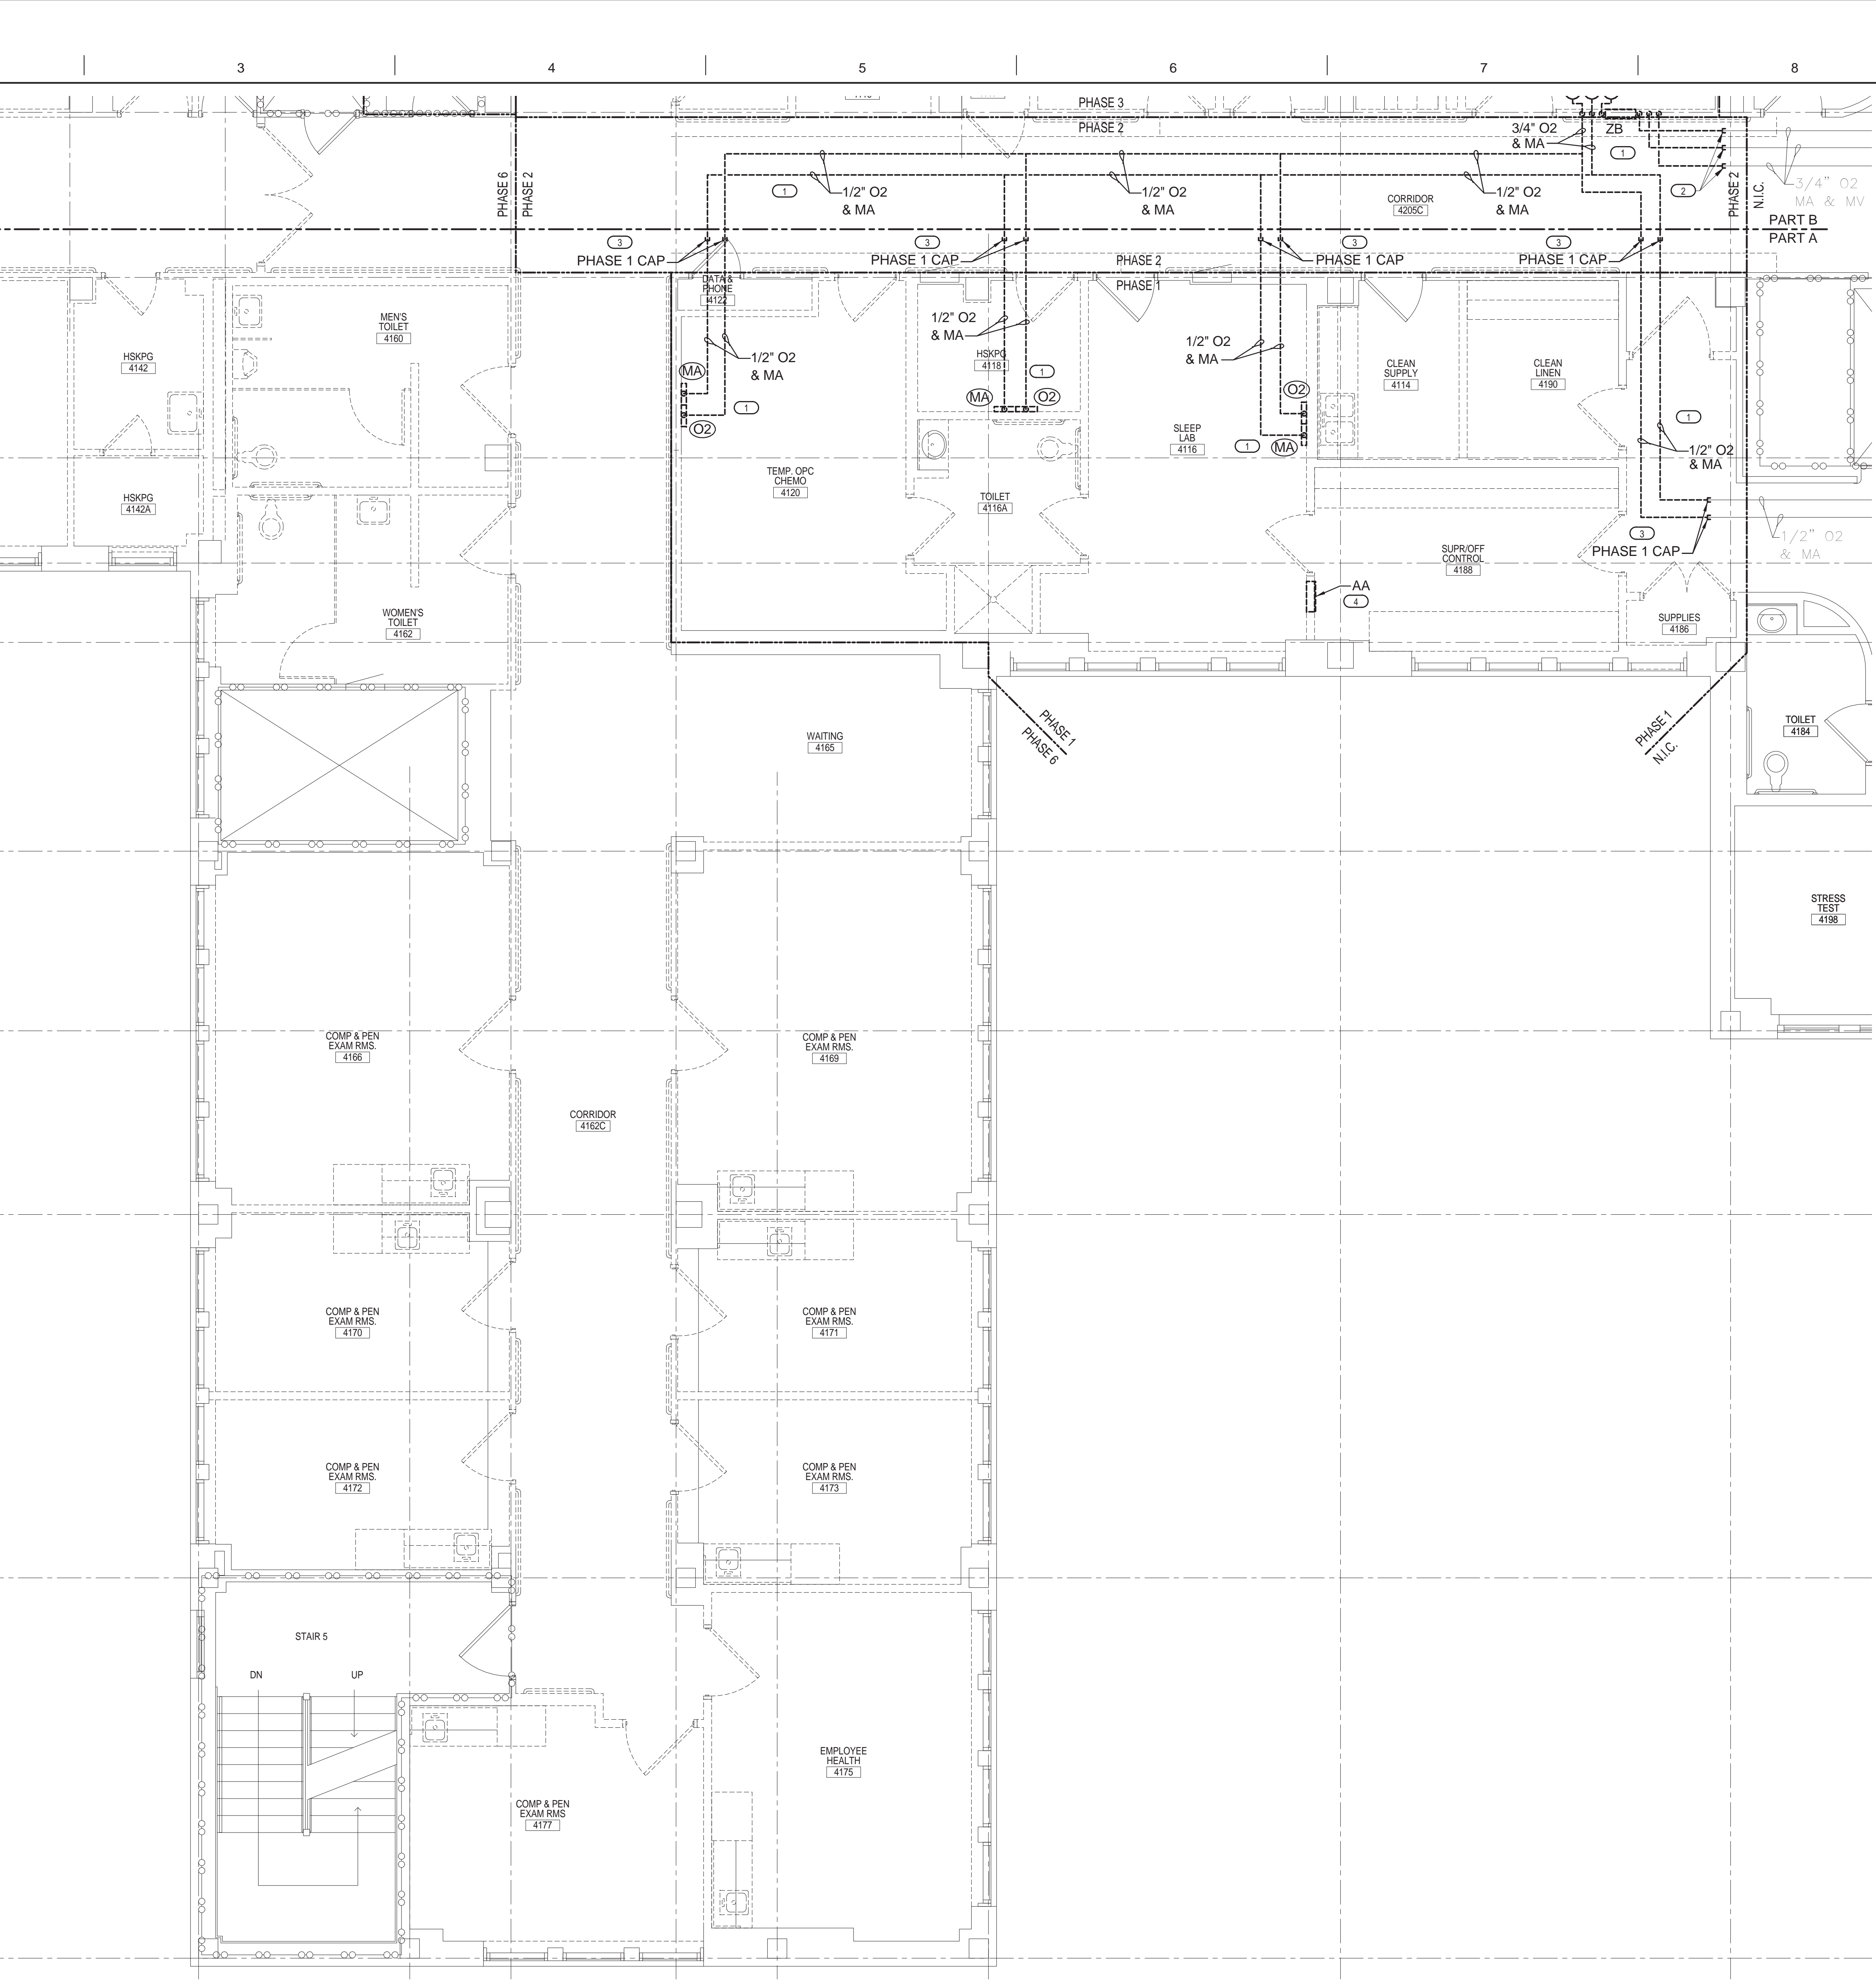 3
4
5
6
7
8
PHASE 3
PHASE 2
3/4" O2
& MA
ZB
1
2
3/4" O2
MA & MV
PHASE 6
PHASE 2
PHASE 2
N.I.C.
1
1/2" O2
& MA
1/2" O2
& MA
1/2" O2
& MA
CORRIDOR
4205C
PART B
PART A
3
PHASE 1 CAP
3
PHASE 1 CAP
3
PHASE 1 CAP
3
PHASE 1 CAP
PHASE 2
PHASE 1
DATA &
PHONE
4122
MEN'S
TOILET
4160
HSKPG
4142
1/2" O2
& MA
1/2" O2
& MA
HSKPG
4118
1
1/2" O2
& MA
MA
1
O2
MA
O2
O2
MA
1
CLEAN
SUPPLY
4114
CLEAN
LINEN
4190
1
1/2" O2
& MA
SLEEP
LAB
4116
TEMP. OPC
CHEMO
4120
TOILET
4116A
HSKPG
4142A
3
PHASE 1 CAP
1/2" O2
& MA
SUPR/OFF
CONTROL
4188
AA
4
SUPPLIES
4186
WOMEN'S
TOILET
4162
WAITING
4165
PHASE 1
PHASE 6
PHASE 1
N.I.C.
TOILET
4184
STRESS
TEST
4198
COMP & PEN
EXAM RMS.
4166
COMP & PEN
EXAM RMS.
4169
CORRIDOR
4162C
COMP & PEN
EXAM RMS.
4170
COMP & PEN
EXAM RMS.
4171
COMP & PEN
EXAM RMS.
4172
COMP & PEN
EXAM RMS.
4173
STAIR 5
DN
UP
EMPLOYEE
HEALTH
4175
COMP & PEN
EXAM RMS
4177